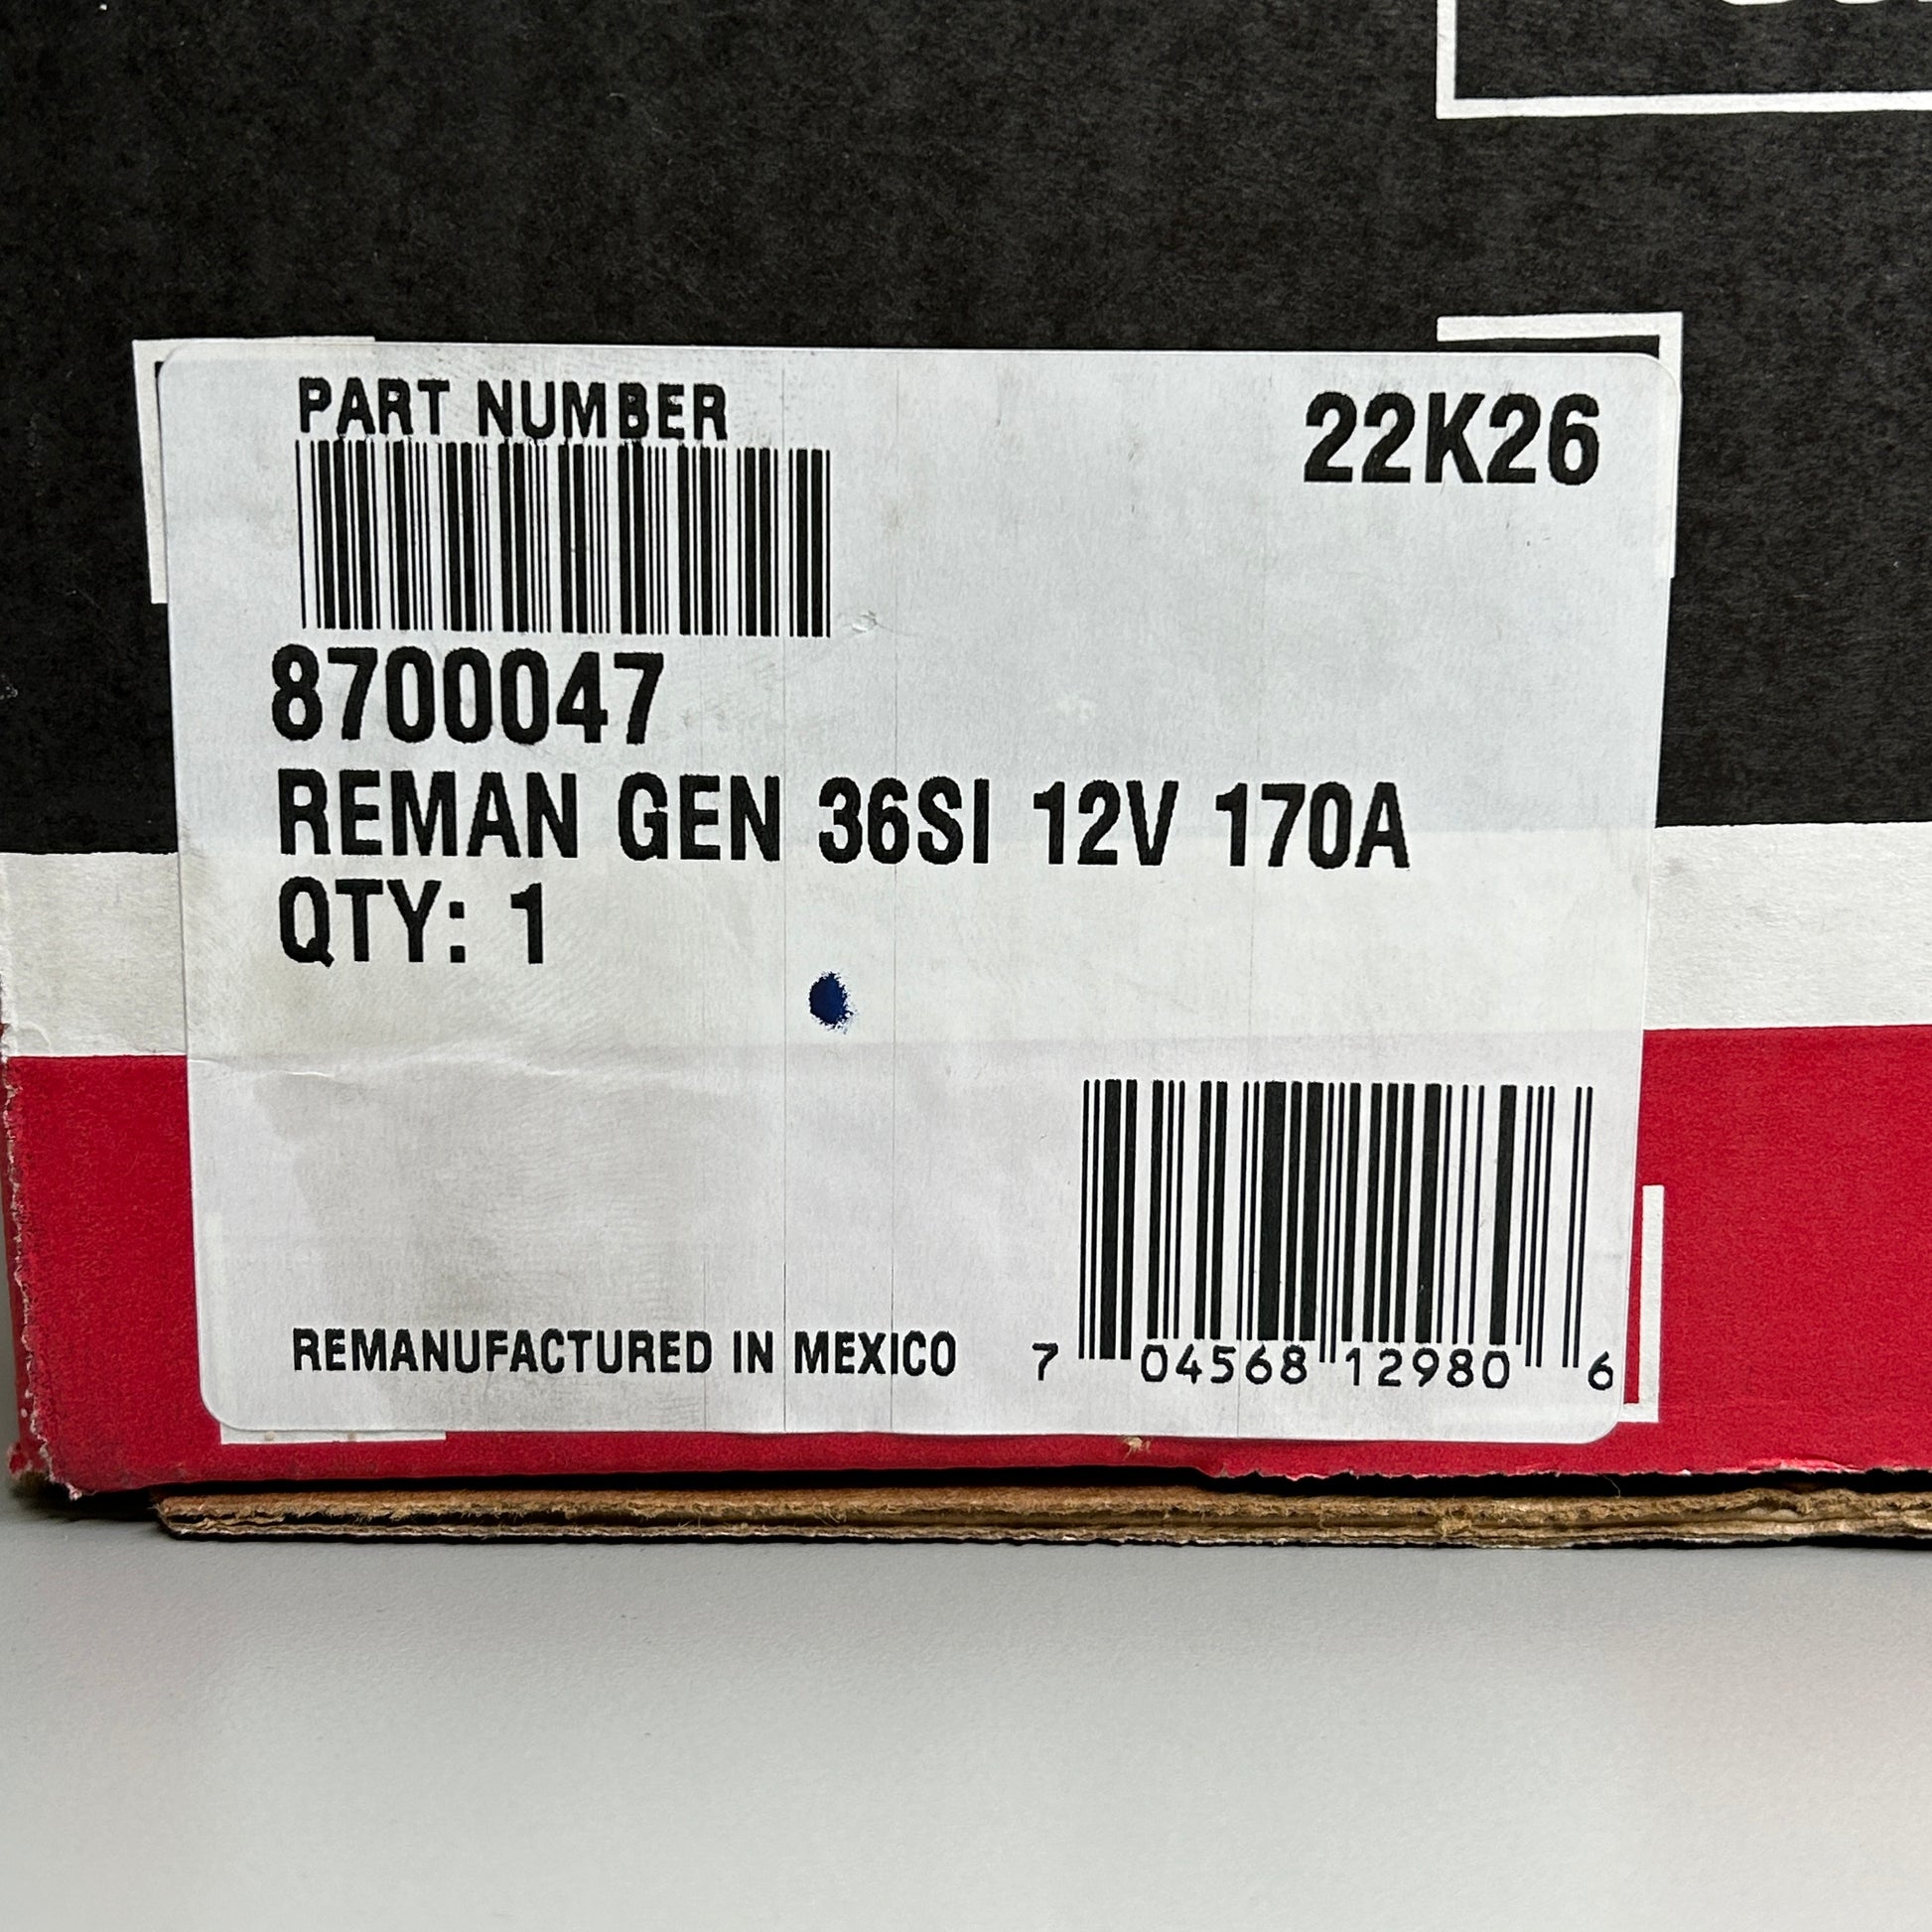 PART NUMBER
22K26
8700047
REMAN GEN 36SI 12V 170A
QTY: 1
REMANUFACTURED IN MEXICO
7 04568 12980 6